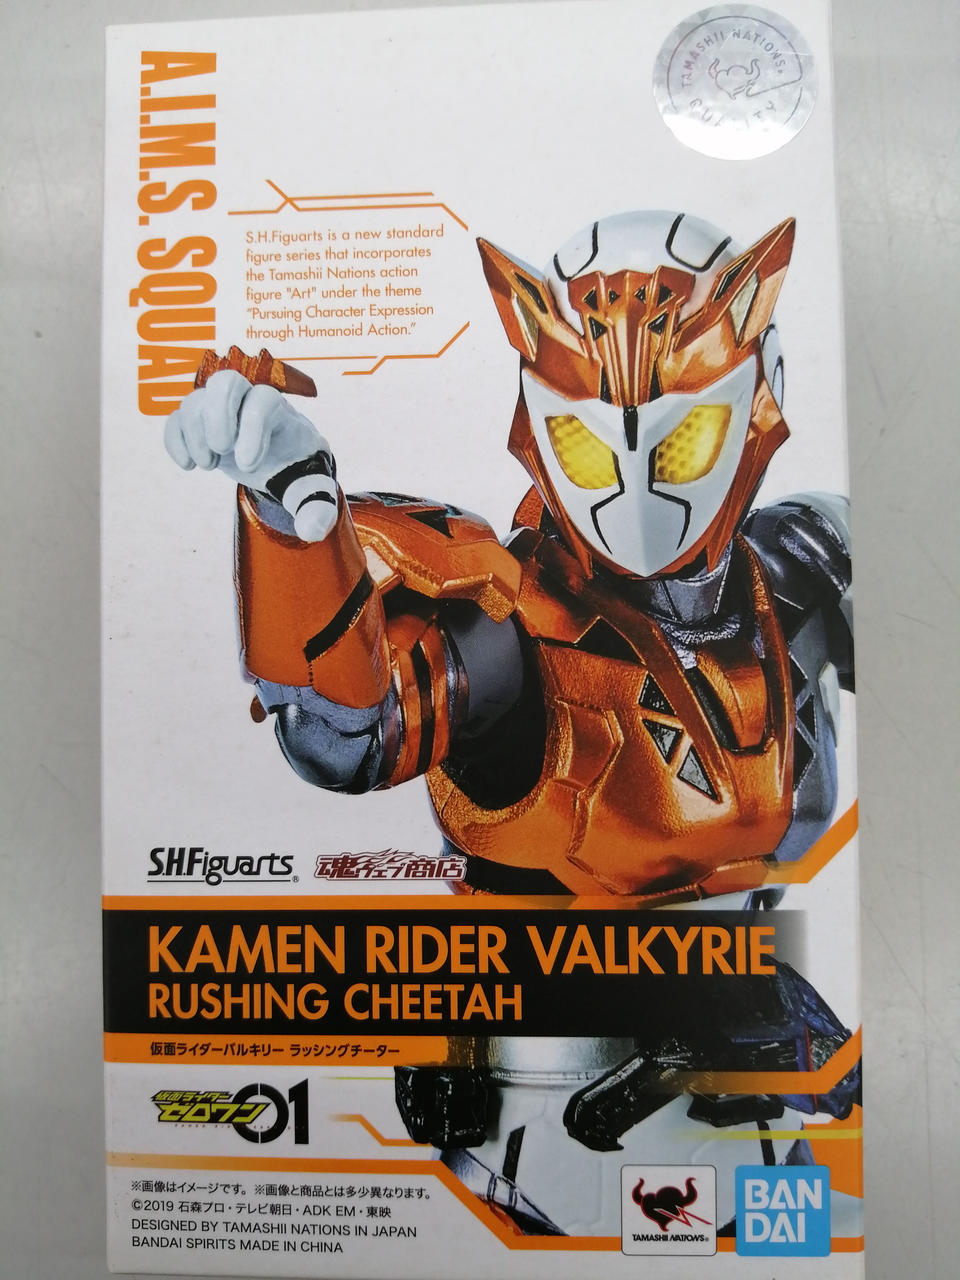 TAMASHII NATIONS®
A.I.M.S. SQUAD
S.H.Figuarts is a new standard
figure series that incorporates
the Tamashii Nations action
figure "Art" under the theme
"Pursuing Character Expression
through Humanoid Action."
S.H.Figuarts®
魂ウェブ商店
KAMEN RIDER VALKYRIE
RUSHING CHEETAH
仮面ライダーバルキリー ラッシングチーター
仮面ライダー
ゼロワン 01
※画像はイメージです。 ※画像と商品とは多少異なります。
©2019 石森プロ・テレビ朝日・ADK EM・東映
DESIGNED BY TAMASHII NATIONS IN JAPAN
BANDAI SPIRITS MADE IN CHINA
TAMASHII NATIONS®
BAN
DAI